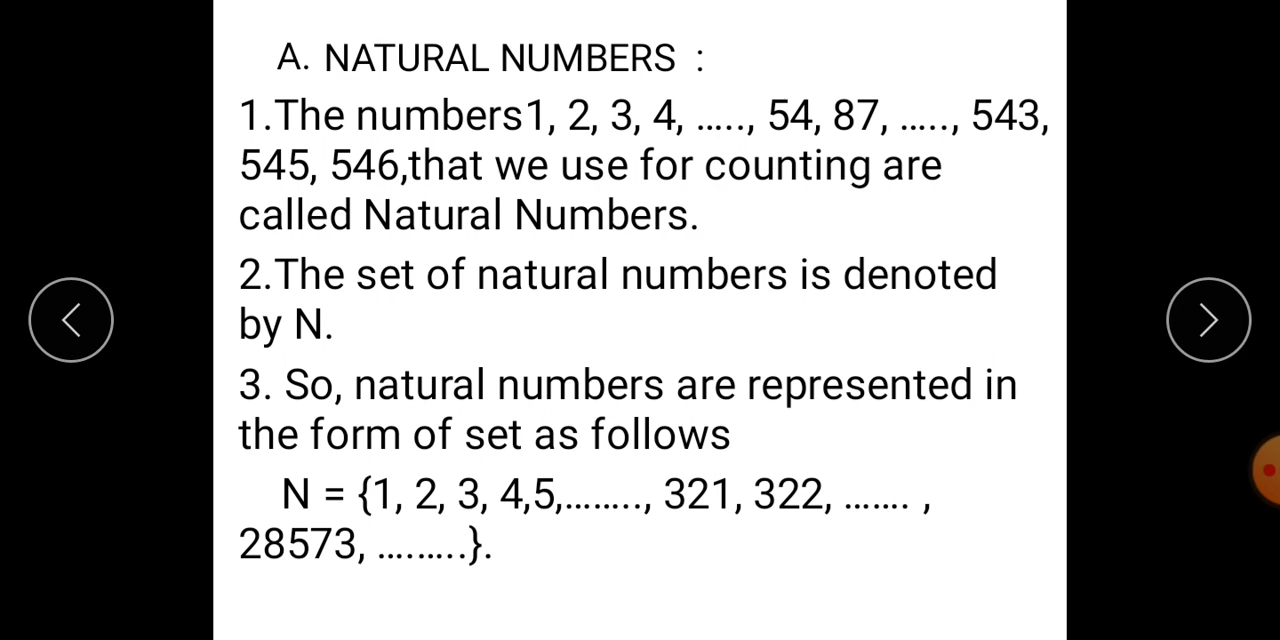 A. NATURAL NUMBERS :
1.The numbers1, 2, 3, 4, ....., 54, 87, ....., 543,
545, 546,that we use for counting are
called Natural Numbers.
2.The set of natural numbers is denoted
by N.
3. So, natural numbers are represented in
the form of set as follows
N = {1, 2, 3, 4,5,........, 321, 322, ....... ,
28573, .........}.